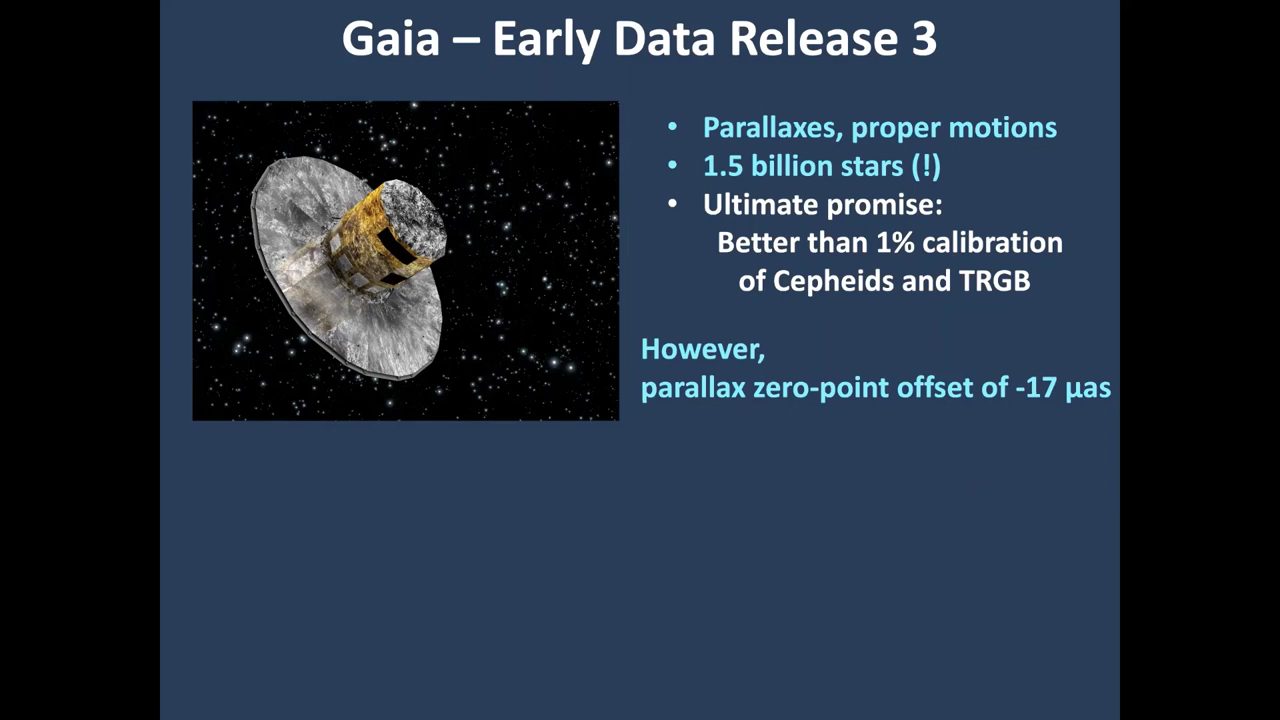 Gaia – Early Data Release 3
• Parallaxes, proper motions
• 1.5 billion stars (!)
• Ultimate promise:
Better than 1% calibration
of Cepheids and TRGB
However,
parallax zero-point offset of -17 µas